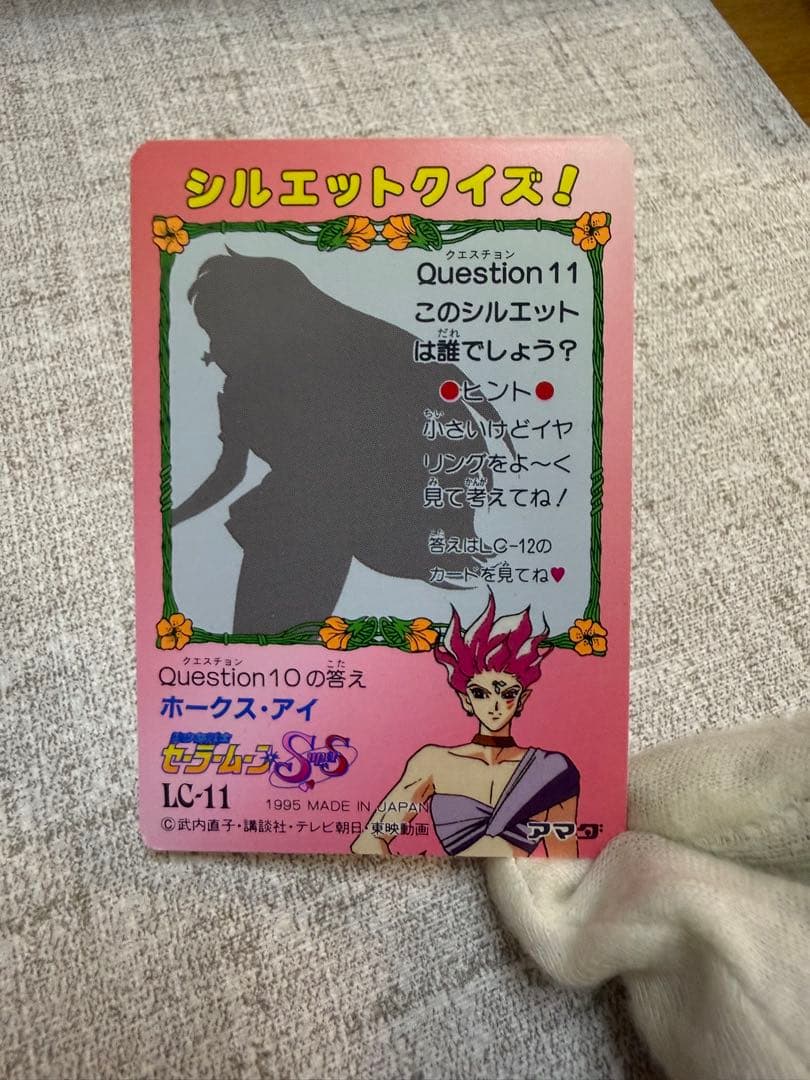 シルエットクイズ!
クエスチョン
Question 11
このシルエット
だれ
は誰でしょう?
●ヒント●
ちい
小さいけどイヤ
リングをよ〜く
み かんが
見て考えてね!
こた
答えはLC-12の
み
カードを見てね♥
クエスチョン こた
Question10の答え
ホークス・アイ
美少女戦士
セーラームーン SuperS
LC-11 1995 MADE IN JAPAN
©武内直子・講談社・テレビ朝日・東映動画
アマダ